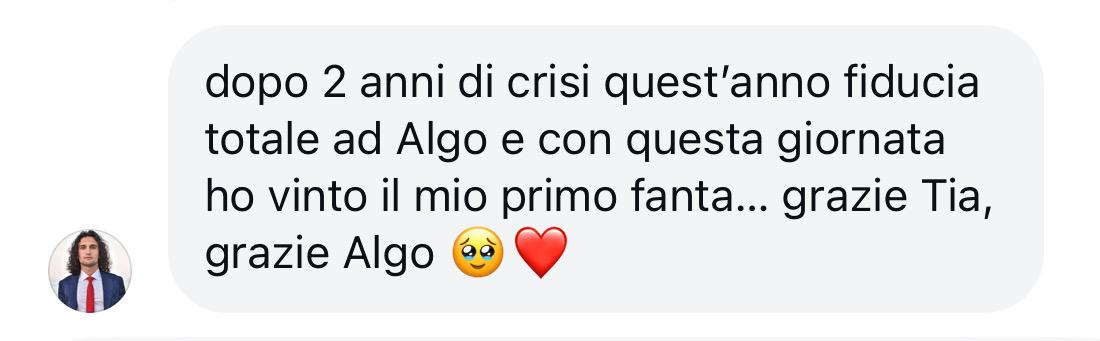 dopo 2 anni di crisi quest’anno fiducia
totale ad Algo e con questa giornata
ho vinto il mio primo fanta... grazie Tia,
grazie Algo 🥹❤️